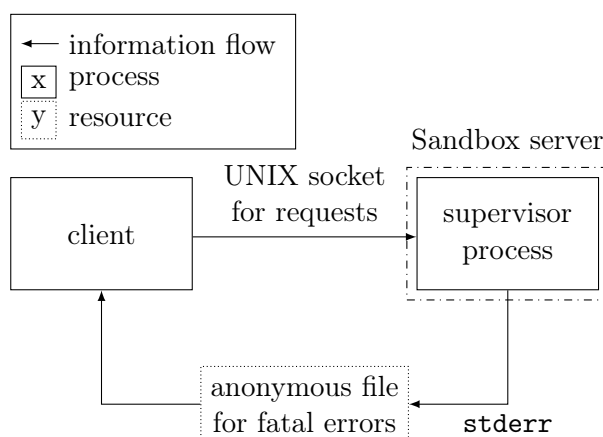 information flow
x process
y resource
Sandbox server
UNIX socket
for requests
client
supervisor
process
anonymous file
for fatal errors
stderr